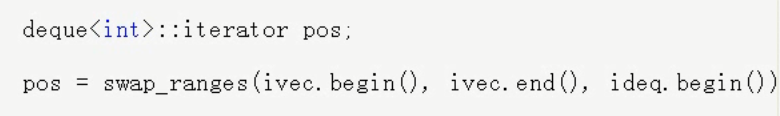 deque<int>::iterator pos;
pos = swap_ranges(ivec.begin(), ivec.end(), ideq.begin())